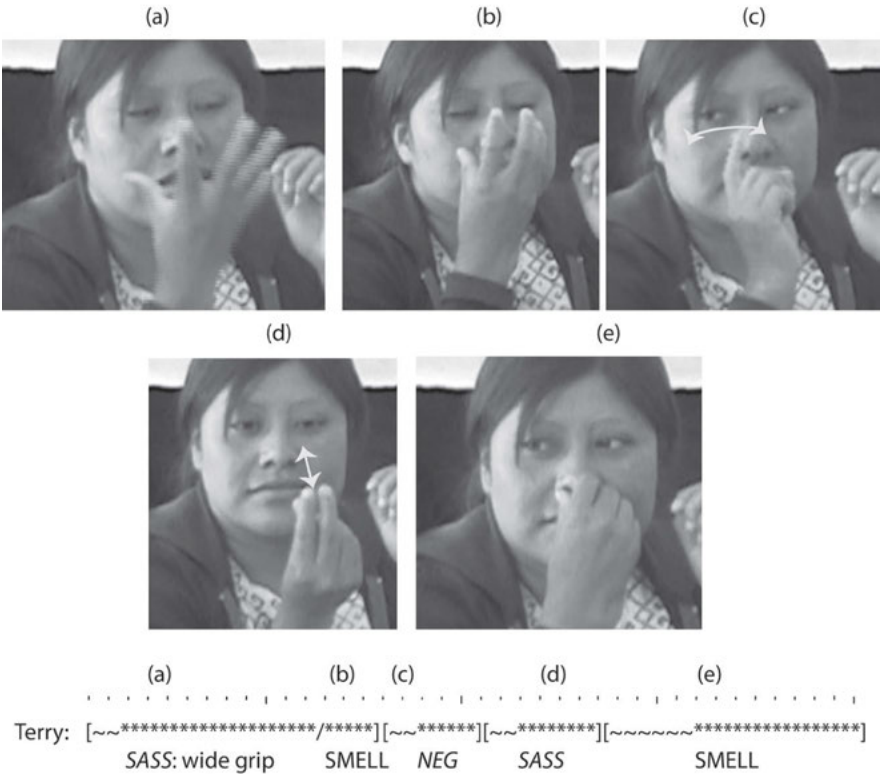 (a) (b) (c)
(d) (e)
(a) (b) (c) (d) (e)
Terry: [~~********************/*****][~~******][~~********][~~~~~~*****************]
SASS: wide grip SMELL NEG SASS SMELL